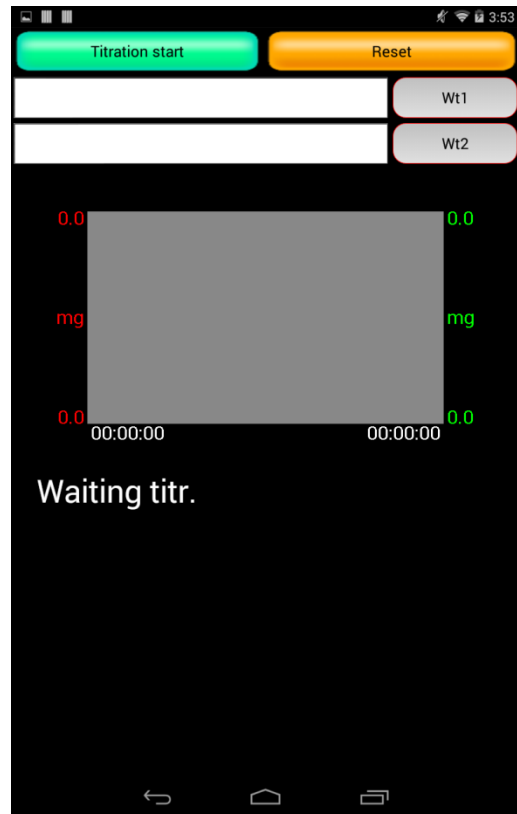 3:53
Titration start Reset
Wt1
Wt2
0.0 0.0
mg mg
0.0 0.0
00:00:00 00:00:00
Waiting titr.